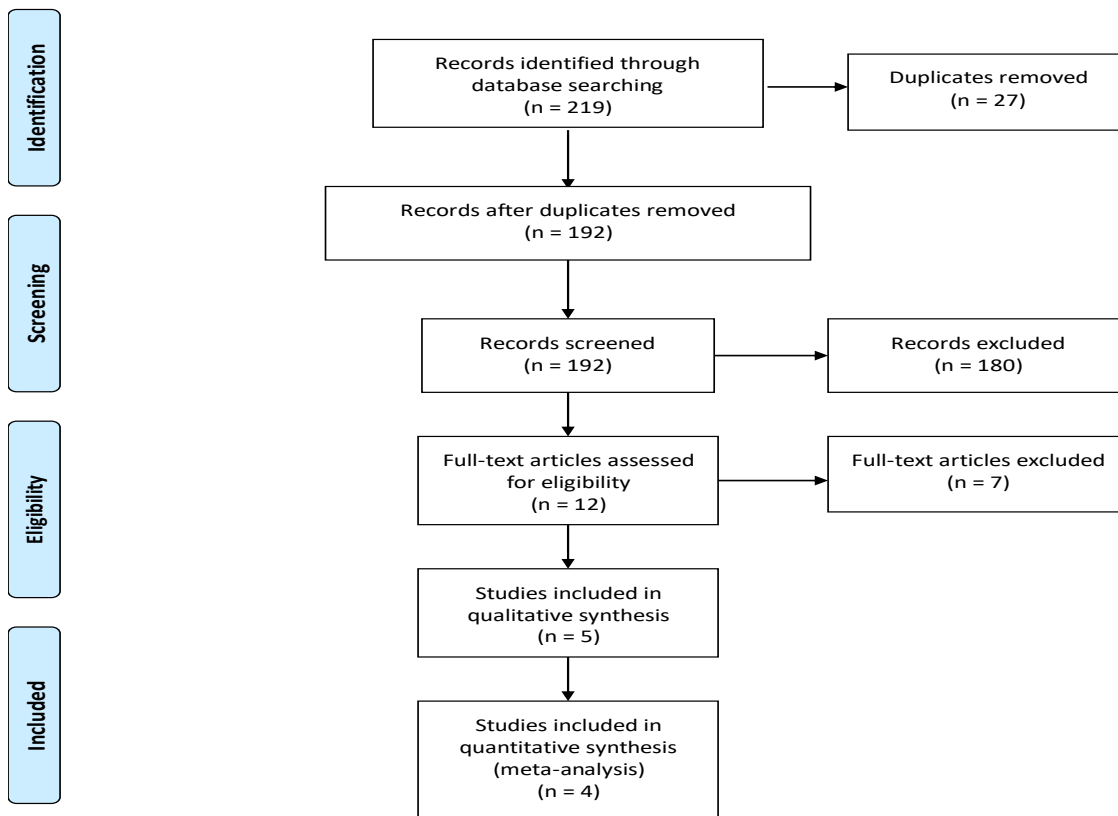 Identification
Records identified through
database searching
(n = 219)
Duplicates removed
(n = 27)
Records after duplicates removed
(n = 192)
Screening
Records screened
(n = 192)
Records excluded
(n = 180)
Eligibility
Full-text articles assessed
for eligibility
(n = 12)
Full-text articles excluded
(n = 7)
Studies included in
qualitative synthesis
(n = 5)
Included
Studies included in
quantitative synthesis
(meta-analysis)
(n = 4)